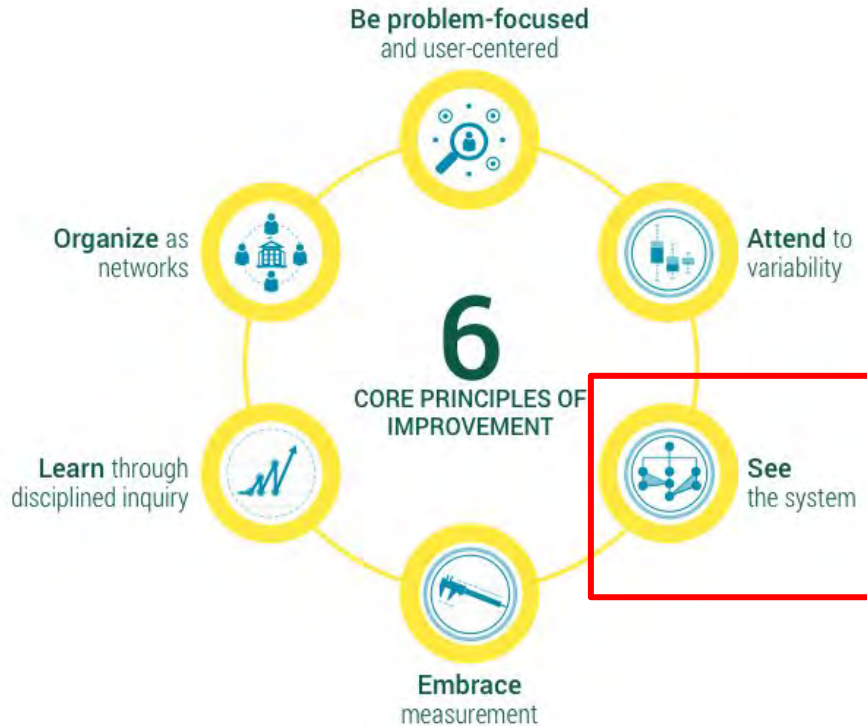 Be problem-focused
and user-centered
Attend to
variability
See
the system
Embrace
measurement
Learn through
disciplined inquiry
Organize as
networks
6
CORE PRINCIPLES OF
IMPROVEMENT